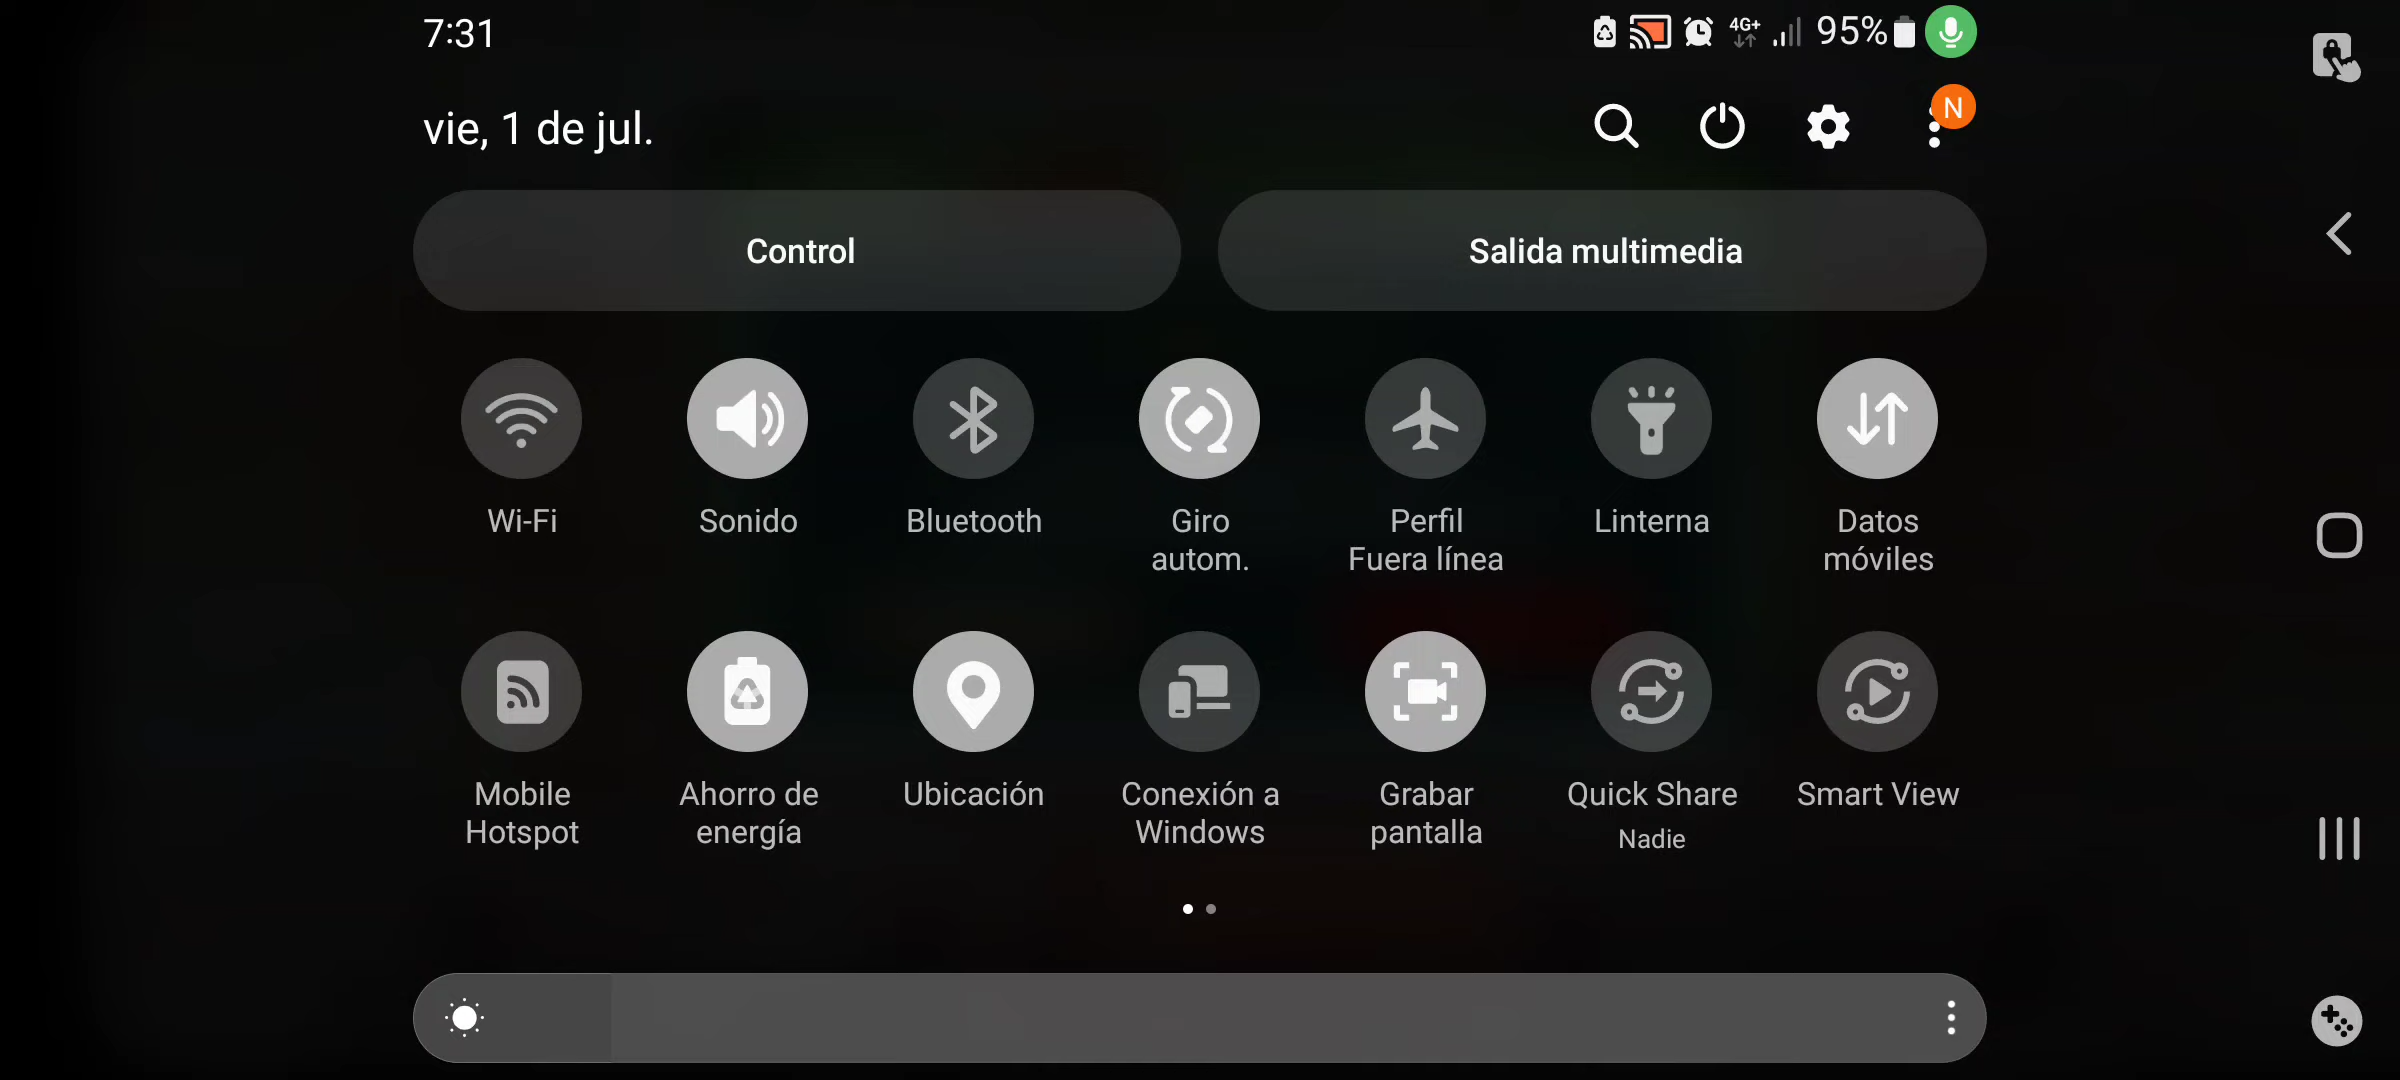 7:31
4G+
95%
vie, 1 de jul.
N
Control
Salida multimedia
Wi-Fi
Sonido
Bluetooth
Giro
autom.
Perfil
Fuera línea
Linterna
Datos
móviles
Mobile
Hotspot
Ahorro de
energía
Ubicación
Conexión a
Windows
Grabar
pantalla
Quick Share
Nadie
Smart View